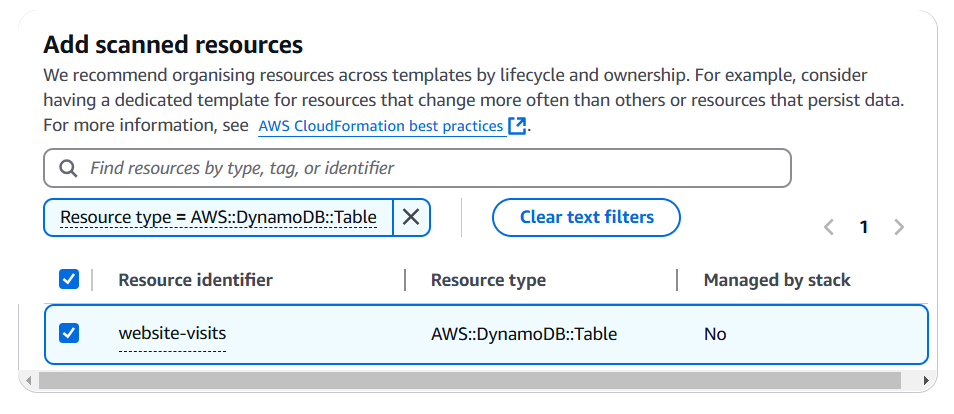 Add scanned resources
We recommend organising resources across templates by lifecycle and ownership. For example, consider
having a dedicated template for resources that change more often than others or resources that persist data.
For more information, see AWS CloudFormation best practices.
Find resources by type, tag, or identifier
Resource type = AWS::DynamoDB::Table
Clear text filters
1
Resource identifier Resource type Managed by stack
website-visits AWS::DynamoDB::Table No